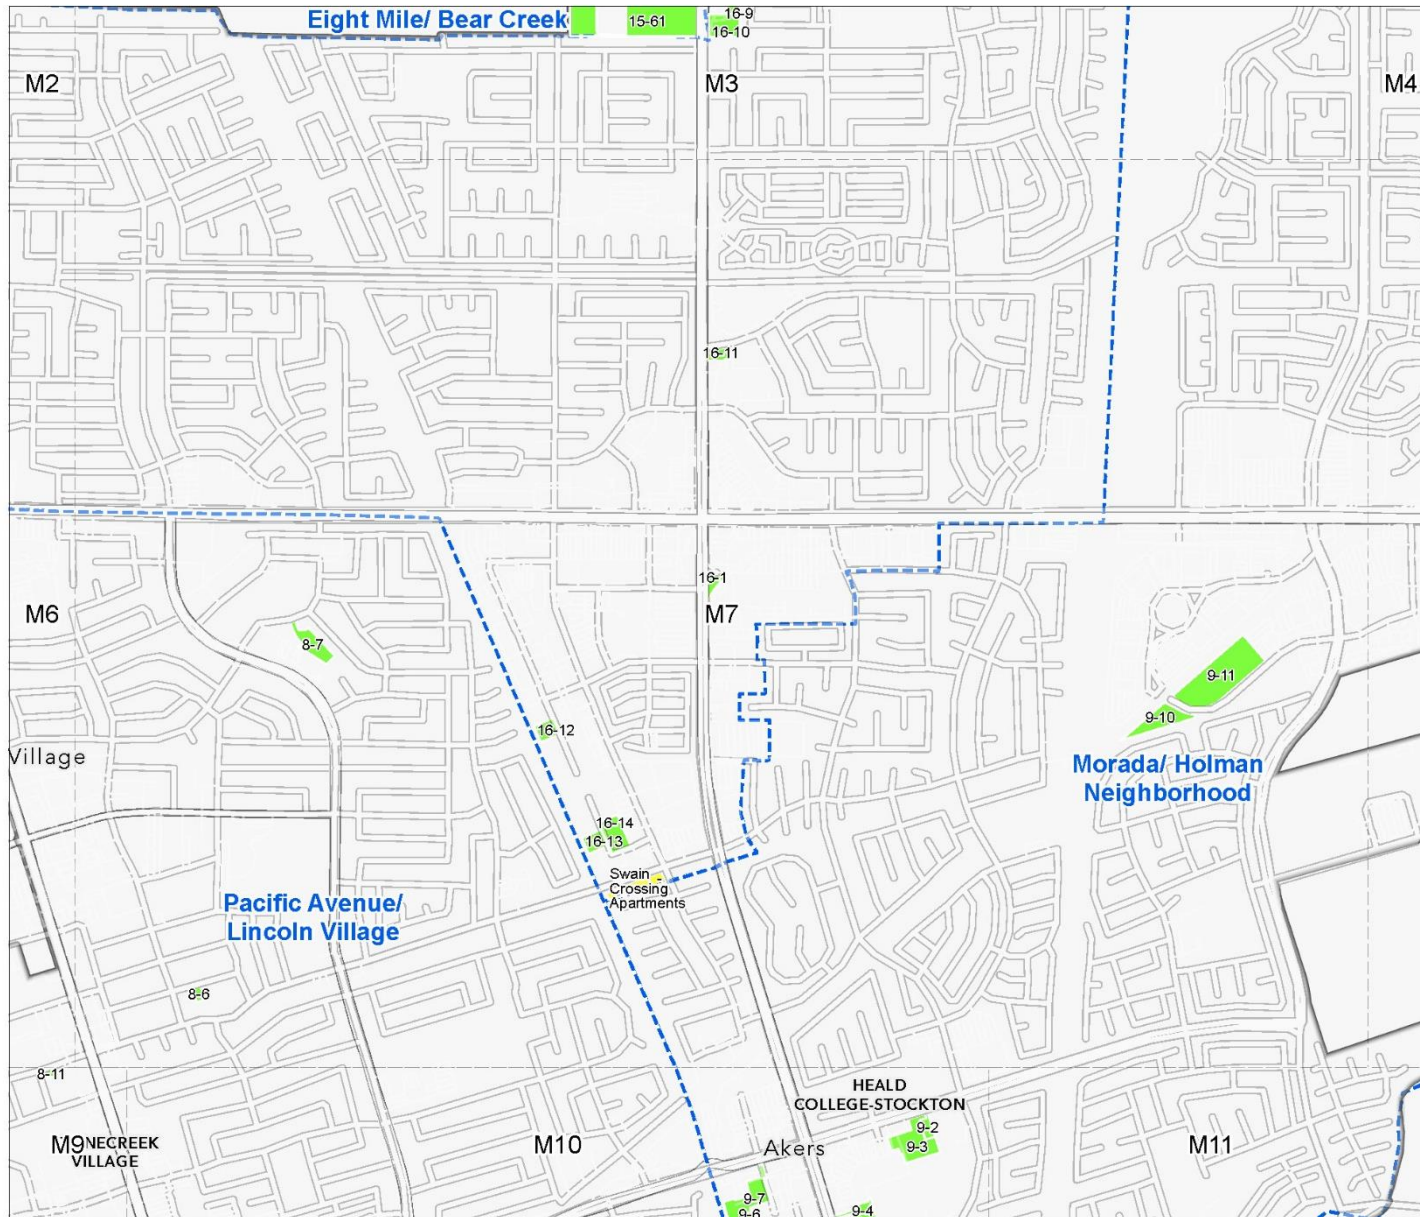 Eight Mile/ Bear Creek
15-61
16-9
16-10
M2
M3
M4
16-11
16-1
M6
M7
8-7
9-11
9-10
16-12
Village
Morada/ Holman
Neighborhood
16-14
16-13
Swain
Crossing
Apartments
Pacific Avenue/
Lincoln Village
8-6
8-11
HEALD
COLLEGE-STOCKTON
9-2
9-3
M9
NECREEK
VILLAGE
M10
Akers
M11
9-7
9-6
9-4